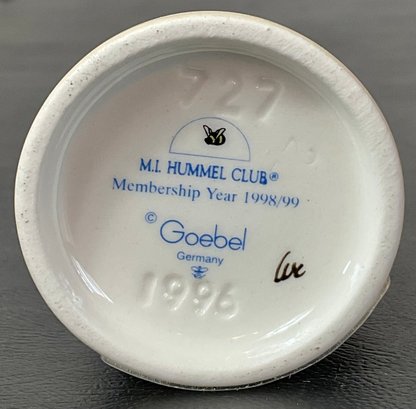 727
M.I. HUMMEL CLUB®
Membership Year 1998/99
© Goebel
Germany
1996